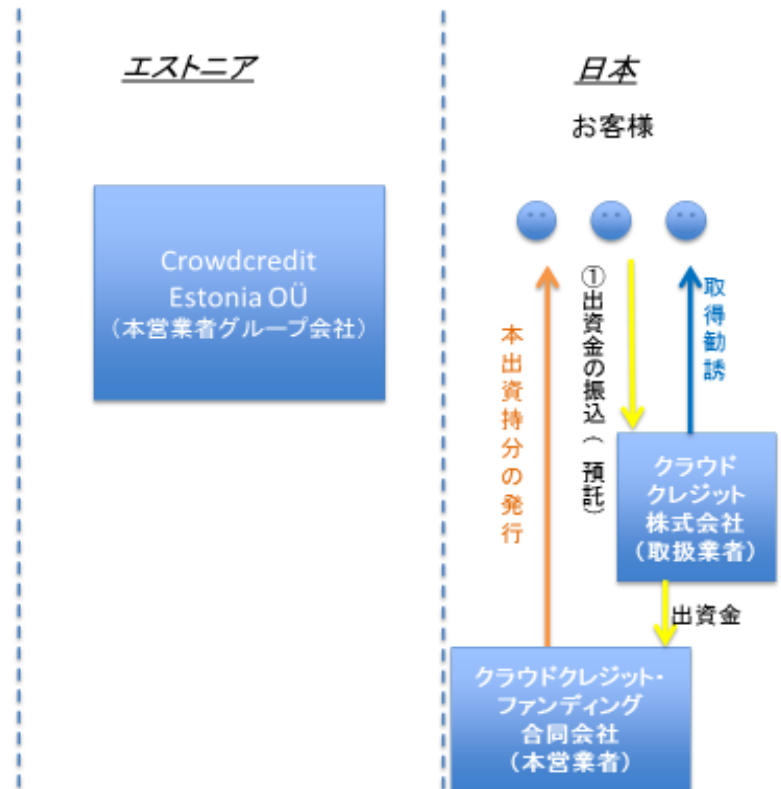 エストニア
日本
お客様
Crowdcredit
Estonia OÜ
（本営業者グループ会社）
本出資持分の発行
①出資金の振込（預託）
取得勧誘
クラウド
クレジット
株式会社
（取扱業者）
出資金
クラウドクレジット・
ファンディング
合同会社
（本営業者）